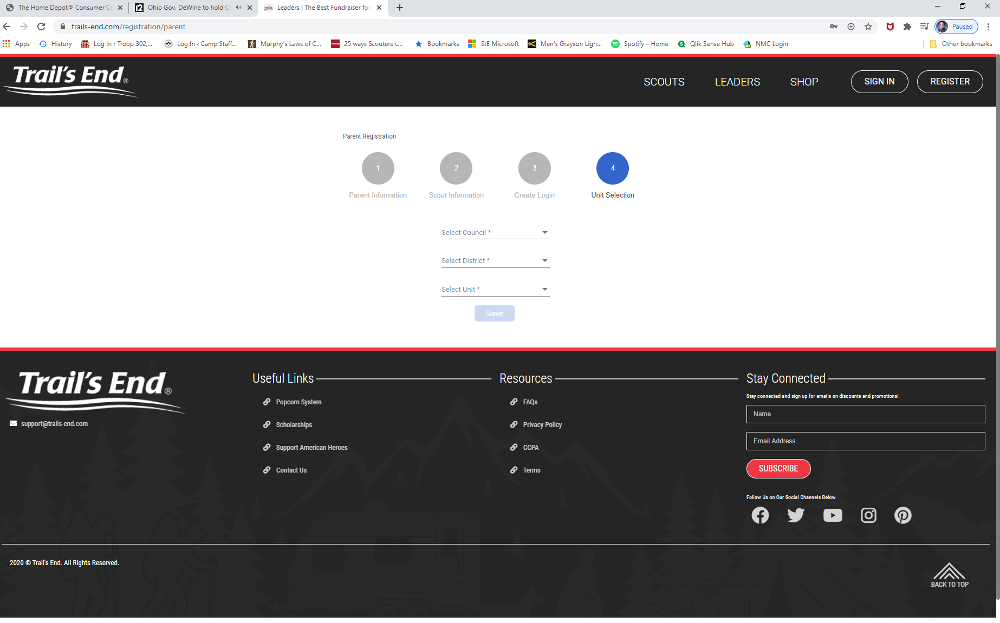 The Home Depot® Consumer Cr
Ohio Gov. DeWine to hold CO
Leaders | The Best Fundraiser for
trails-end.com/registration/parent
Paused
Apps
History
Log In ‹ Troop 302,...
Log In ‹ Camp Staff...
Murphy's Laws of C...
25 ways Scouters c...
Bookmarks
StE Microsoft
Men's Grayson Ligh...
Spotify – Home
Qlik Sense Hub
NMC Login
Other bookmarks
Trail's End®
SCOUTS
LEADERS
SHOP
SIGN IN
REGISTER
Parent Registration
1
2
3
4
Parent Information
Scout Information
Create Login
Unit Selection
Select Council *
Select District *
Select Unit *
Save
Trail's End®
support@trails-end.com
Useful Links
Popcorn System
Scholarships
Support American Heroes
Contact Us
Resources
FAQs
Privacy Policy
CCPA
Terms
Stay Connected
Stay connected and sign up for emails on discounts and promotions!
Name
Email Address
SUBSCRIBE
Follow Us on Our Social Channels Below
2020 © Trail's End. All Rights Reserved.
BACK TO TOP